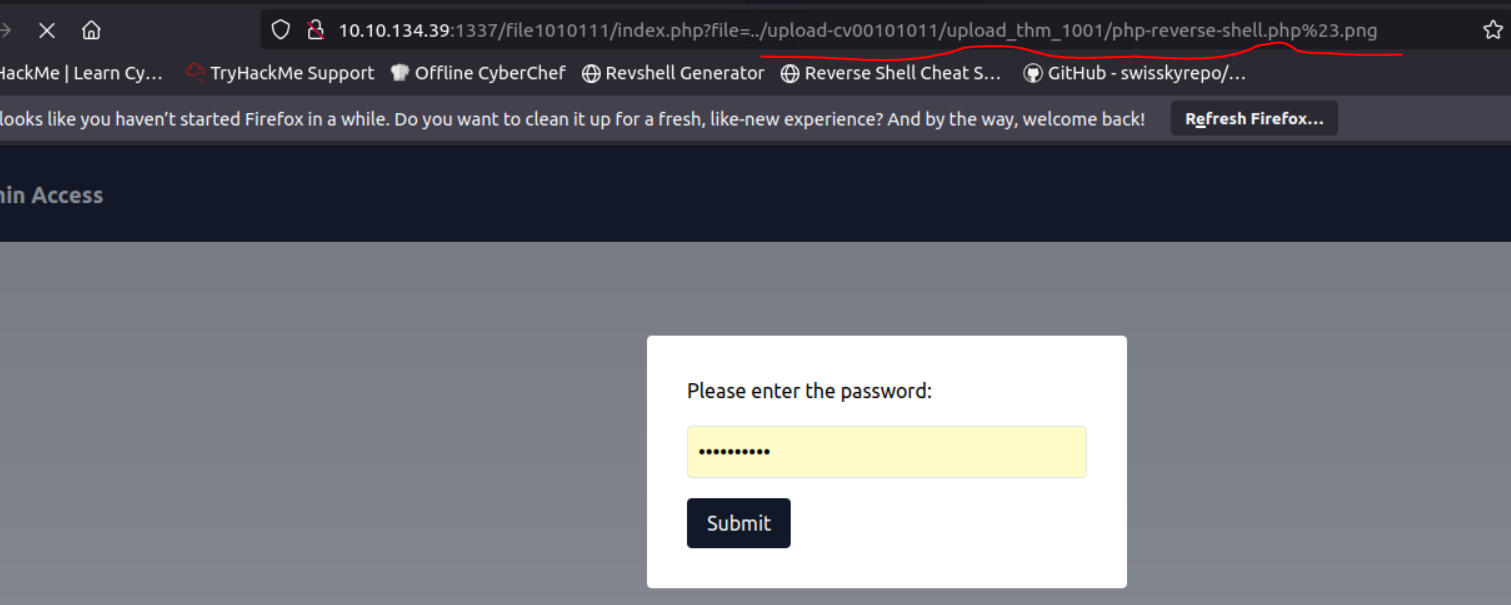 10.10.134.39:1337/file1010111/index.php?file=../upload-cv00101011/upload_thm_1001/php-reverse-shell.php%23.png
HackMe | Learn Cy... TryHackMe Support Offline CyberChef Revshell Generator Reverse Shell Cheat S... GitHub - swisskyrepo/...
looks like you haven't started Firefox in a while. Do you want to clean it up for a fresh, like-new experience? And by the way, welcome back! Refresh Firefox...
min Access
Please enter the password:
••••••••••
Submit